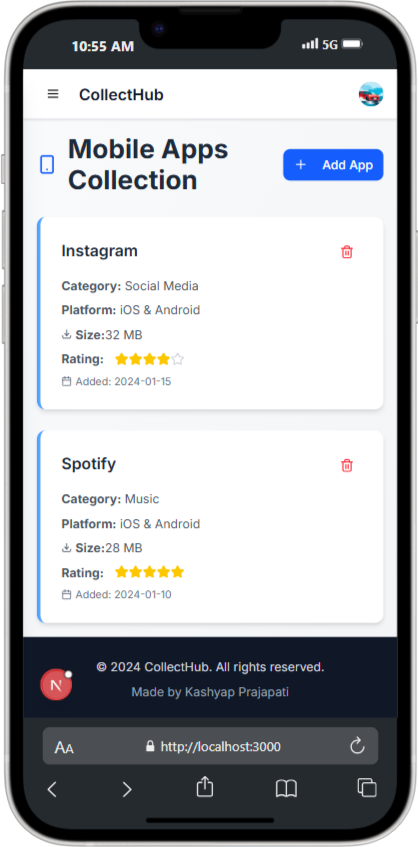 10:55 AM 5G
CollectHub
Mobile Apps
Collection
+ Add App
Instagram
Category: Social Media
Platform: iOS & Android
Size:32 MB
Rating:
Added: 2024-01-15
Spotify
Category: Music
Platform: iOS & Android
Size:28 MB
Rating:
Added: 2024-01-10
© 2024 CollectHub. All rights reserved.
N
Made by Kashyap Prajapati
AA http://localhost:3000